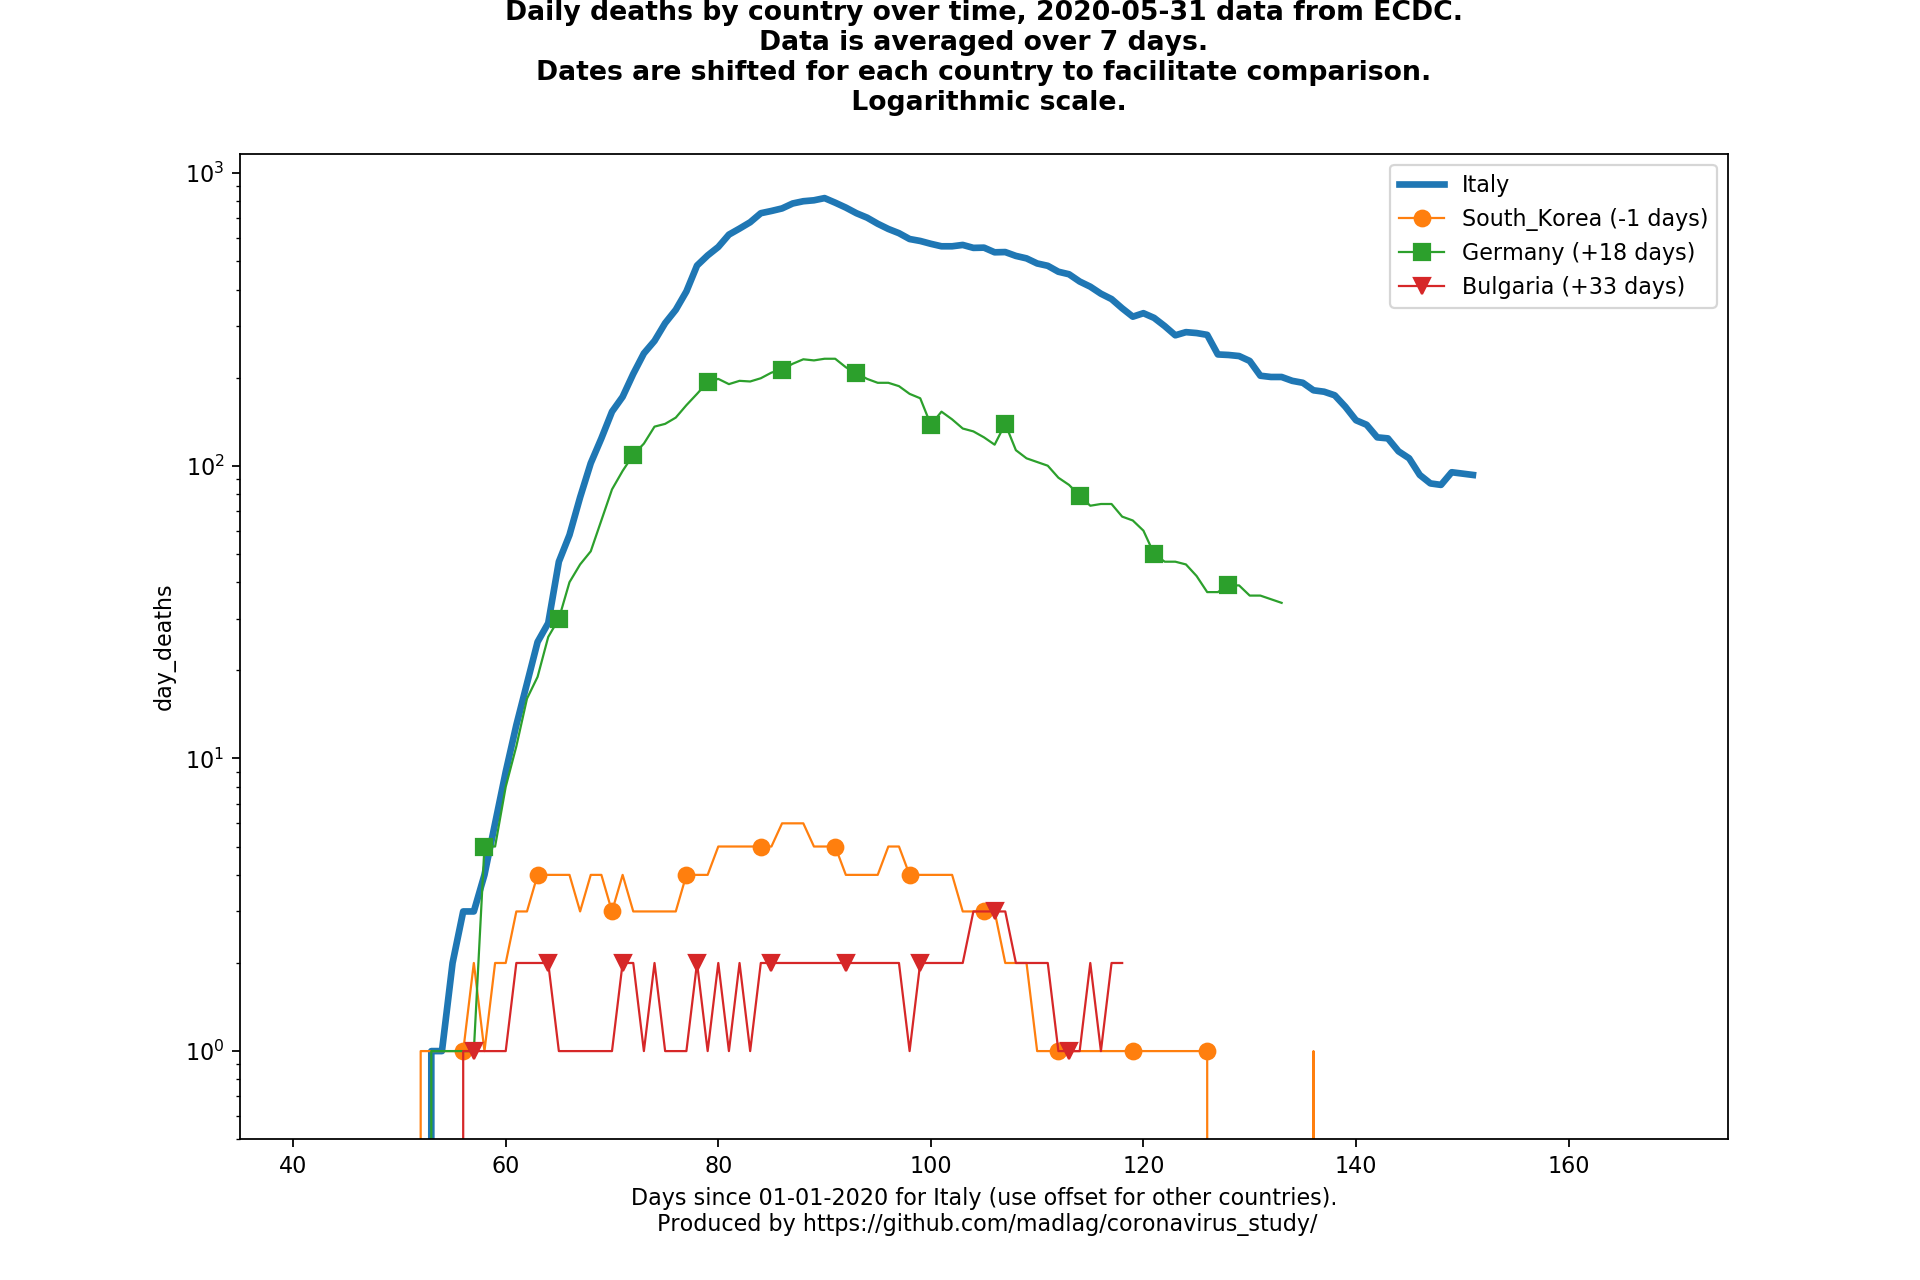 Daily deaths by country over time, 2020-05-31 data from ECDC.
Data is averaged over 7 days.
Dates are shifted for each country to facilitate comparison.
Logarithmic scale.
10³
10²
10¹
10⁰
day_deaths
Italy
South_Korea (-1 days)
Germany (+18 days)
Bulgaria (+33 days)
40 60 80 100 120 140 160
Days since 01-01-2020 for Italy (use offset for other countries).
Produced by https://github.com/madlag/coronavirus_study/